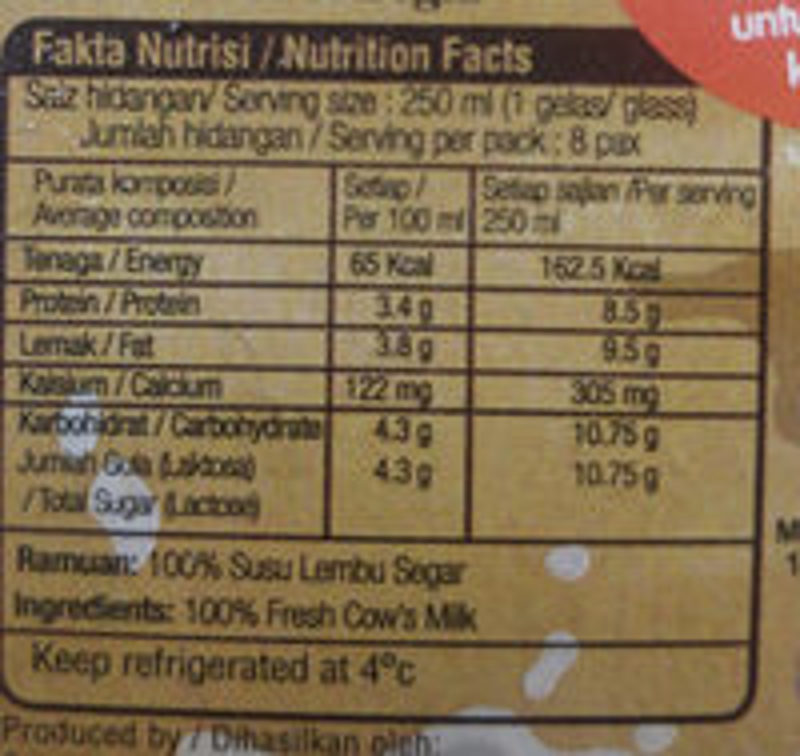 unt
Fakta Nutrisi / Nutrition Facts
Saiz hidangan/ Serving size : 250 ml (1 gelas/ glass)
Jumlah hidangan / Serving per pack : 8 pax
Purata komposisi / Average composition
Setiap / Per 100 ml
Setiap sajian /Per serving 250 ml
Tenaga / Energy 65 Kcal 162.5 Kcal
Protein / Protein 3.4 g 8.5 g
Lemak / Fat 3.8 g 9.5 g
Kalsium / Calcium 122 mg 305 mg
Karbohidrat / Carbohydrate 4.3 g 10.75 g
Jumlah Gula (Laktosa) 4.3 g 10.75 g
/ Total Sugar (Lactose)
Ramuan: 100% Susu Lembu Segar
Ingredients: 100% Fresh Cow's Milk
Keep refrigerated at 4°c
Produced by / Dihasilkan oleh:
M
1